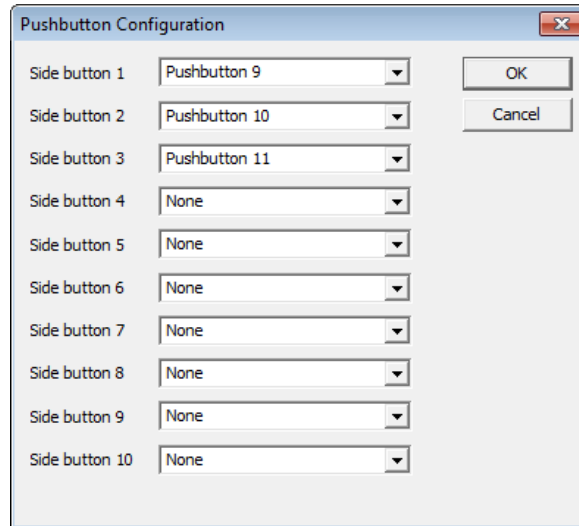 Pushbutton Configuration
Side button 1 Pushbutton 9 OK
Side button 2 Pushbutton 10 Cancel
Side button 3 Pushbutton 11
Side button 4 None
Side button 5 None
Side button 6 None
Side button 7 None
Side button 8 None
Side button 9 None
Side button 10 None